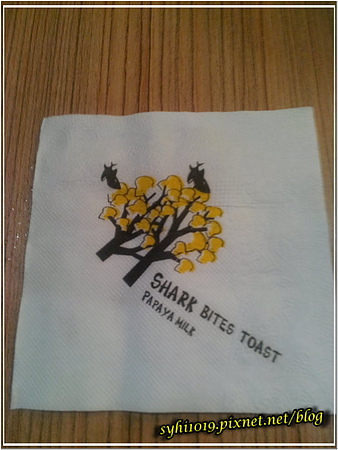 SHARK BITES TOAST
PAPAYA MILK
syhi1019.pixnet.net/blog